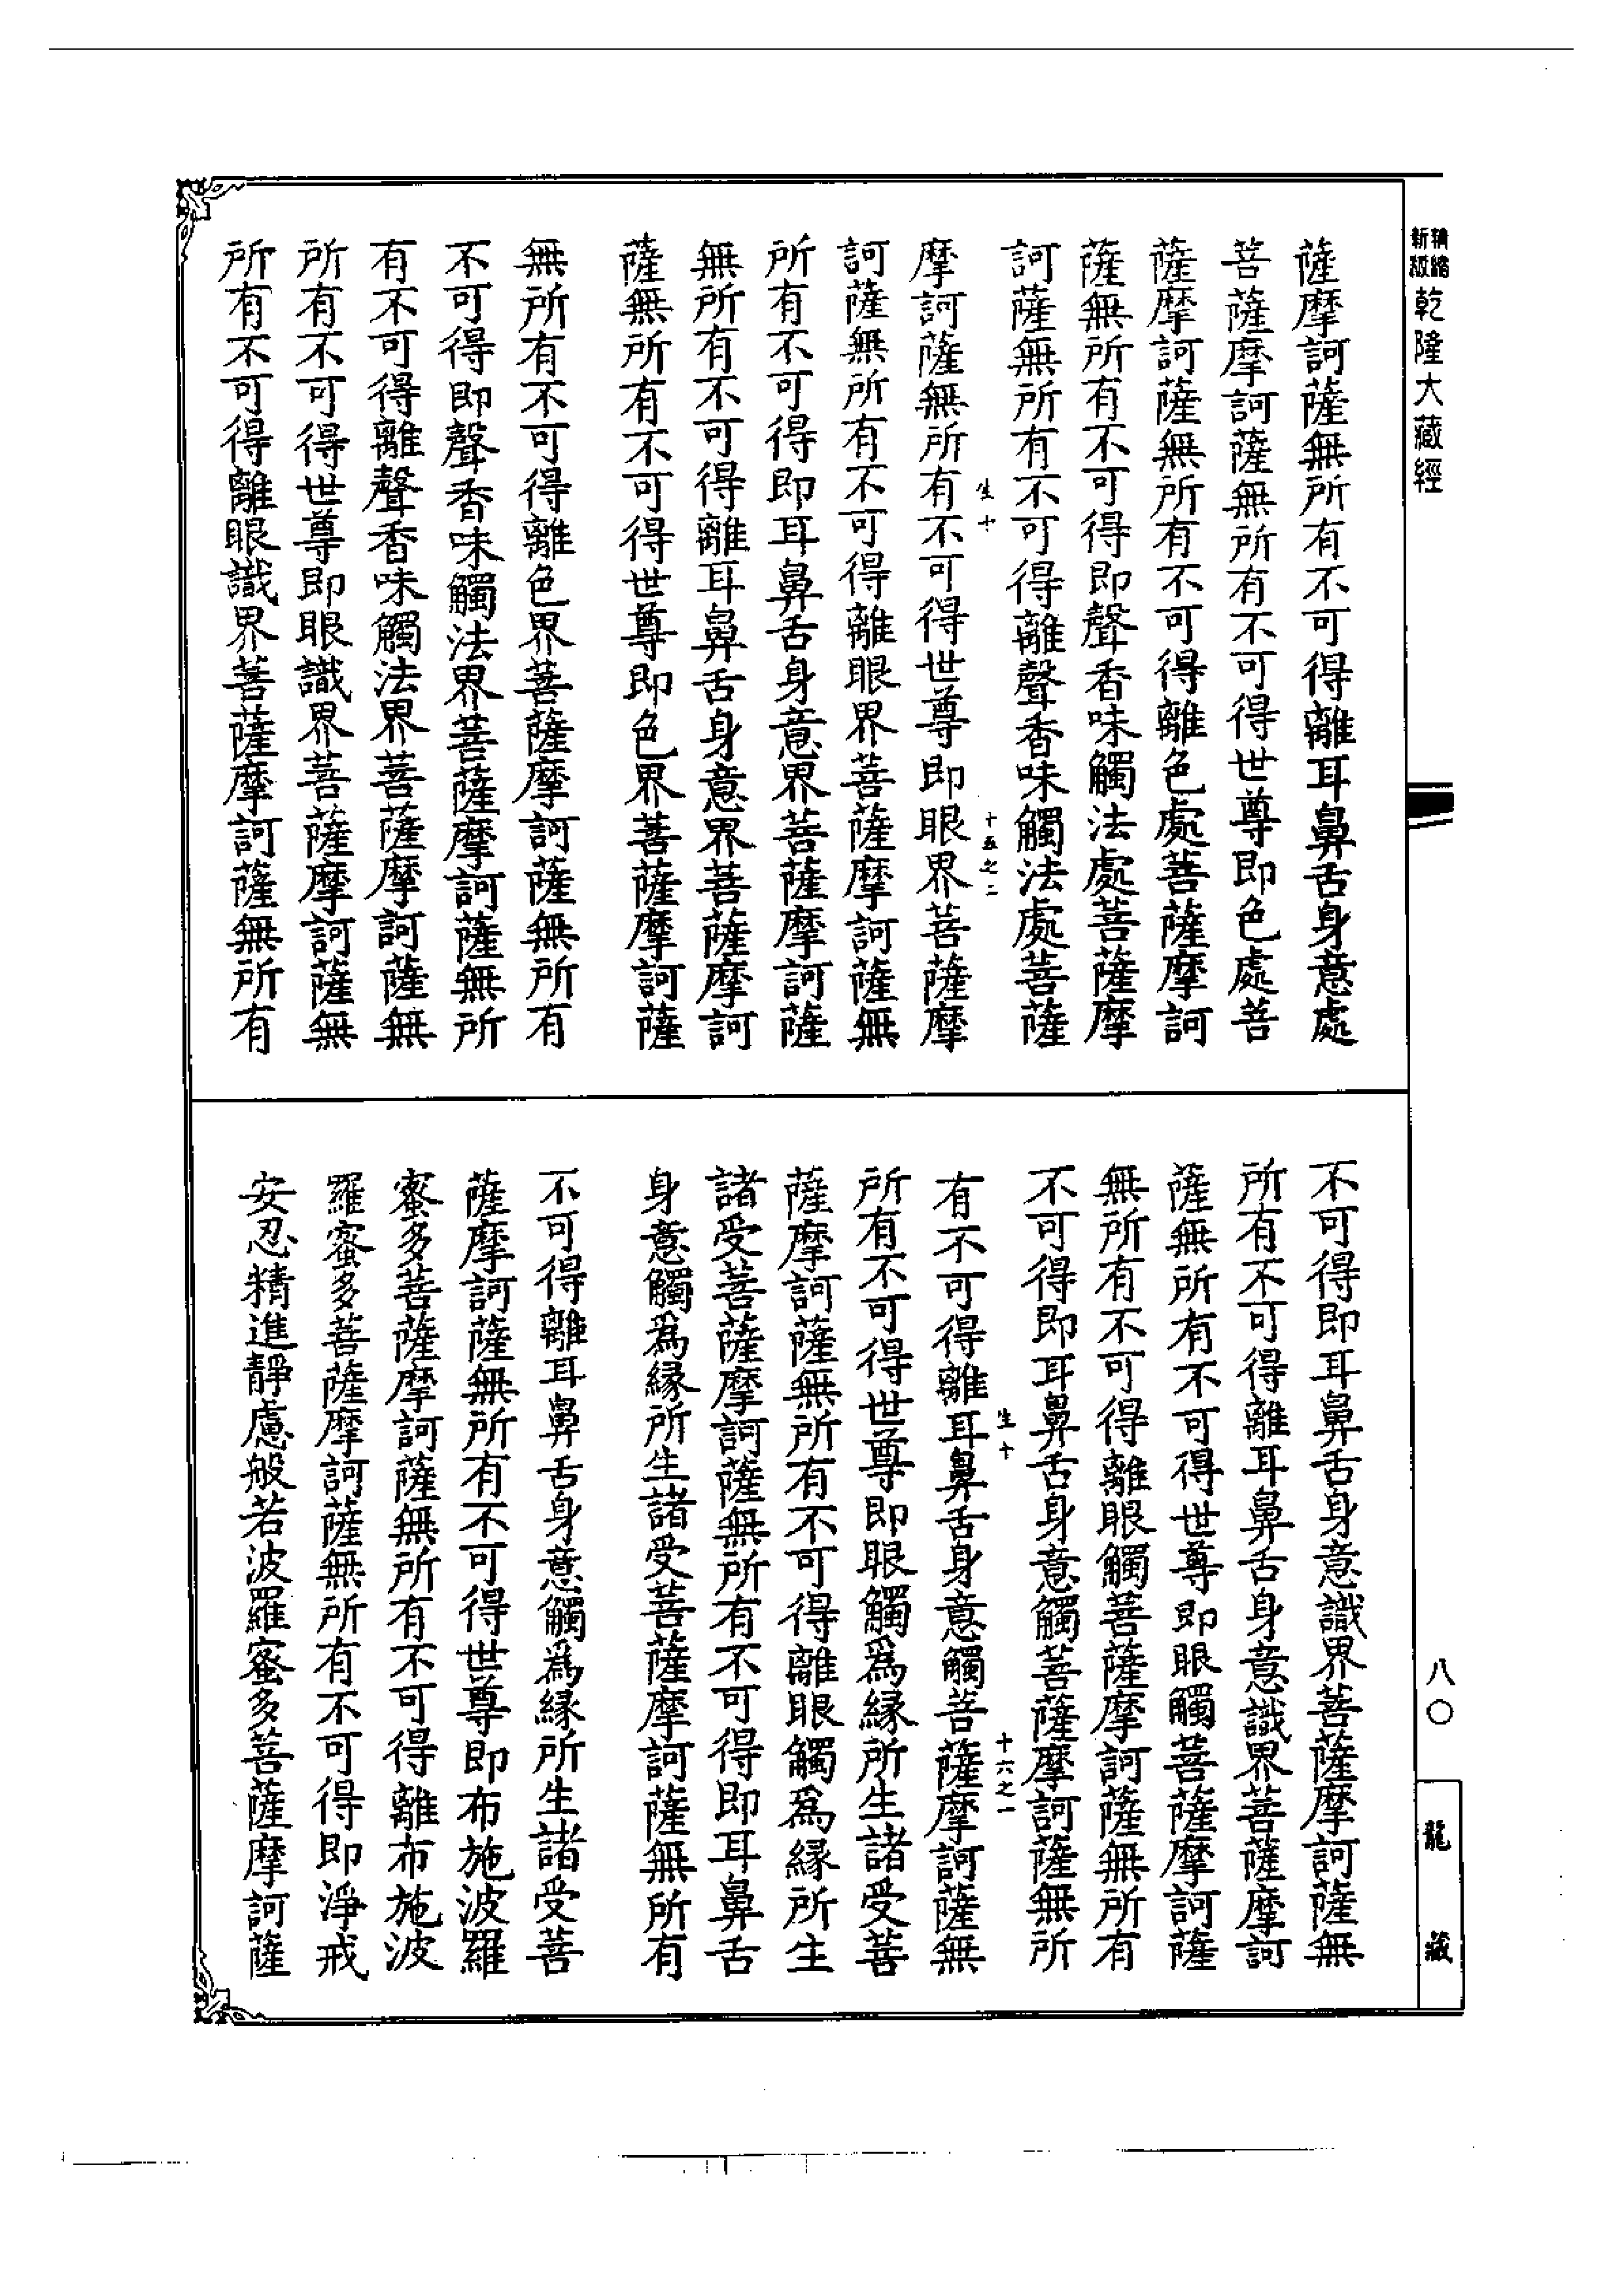 精縮新版乾隆大藏經
薩摩訶薩無所有不可得離耳鼻舌身意處
菩薩摩訶薩無所有不可得世尊即色處菩
薩摩訶薩無所有不可得離色處菩薩摩訶
薩無所有不可得即聲香味觸法處菩薩摩
訶薩無所有不可得離聲香味觸法處菩薩
生十 十五之二
摩訶薩無所有不可得世尊即眼界菩薩摩
訶薩無所有不可得離眼界菩薩摩訶薩無
所有不可得即耳鼻舌身意界菩薩摩訶薩
無所有不可得離耳鼻舌身意界菩薩摩訶
薩無所有不可得世尊即色界菩薩摩訶薩
無所有不可得離色界菩薩摩訶薩無所有
不可得即聲香味觸法界菩薩摩訶薩無所
有不可得離聲香味觸法界菩薩摩訶薩無
所有不可得世尊即眼識界菩薩摩訶薩無
所有不可得離眼識界菩薩摩訶薩無所有
不可得即耳鼻舌身意識界菩薩摩訶薩無
所有不可得離耳鼻舌身意識界菩薩摩訶
薩無所有不可得世尊即眼觸菩薩摩訶薩
無所有不可得離眼觸菩薩摩訶薩無所有
不可得即耳鼻舌身意觸菩薩摩訶薩無所
生十 十六之一
有不可得離耳鼻舌身意觸菩薩摩訶薩無
所有不可得世尊即眼觸為緣所生諸受菩
薩摩訶薩無所有不可得離眼觸為緣所生
諸受菩薩摩訶薩無所有不可得即耳鼻舌
身意觸為緣所生諸受菩薩摩訶薩無所有
不可得離耳鼻舌身意觸為緣所生諸受菩
薩摩訶薩無所有不可得世尊即布施波羅
蜜多菩薩摩訶薩無所有不可得離布施波
羅蜜多菩薩摩訶薩無所有不可得即淨戒
安忍精進靜慮般若波羅蜜多菩薩摩訶薩
八〇
龍藏